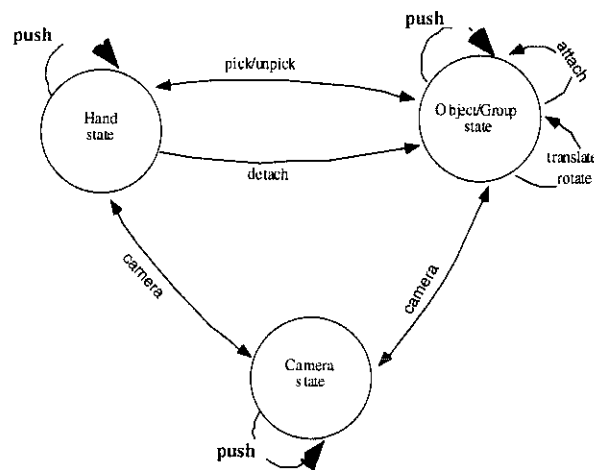 push
push
attach
pick/unpick
Hand
state
Object/Group
state
translate
rotate
detach
camera
camera
Camera
state
push